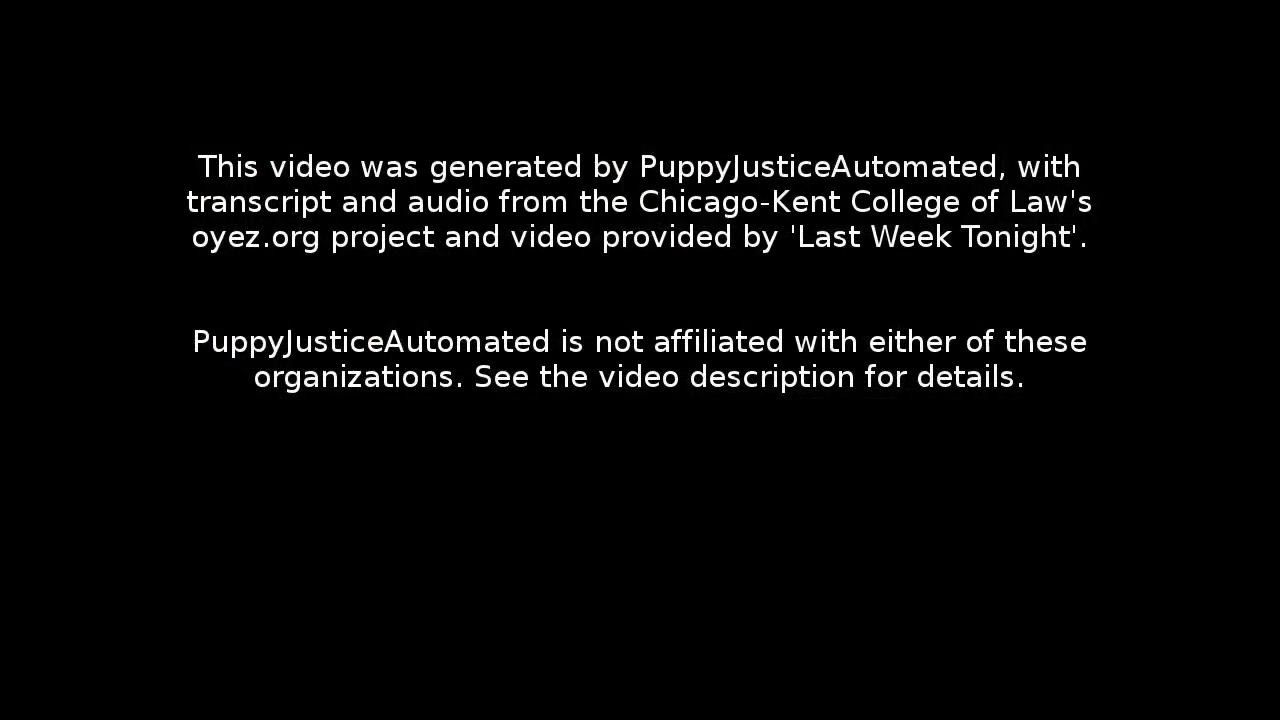 This video was generated by PuppyJusticeAutomated, with
transcript and audio from the Chicago-Kent College of Law's
oyez.org project and video provided by 'Last Week Tonight'.
PuppyJusticeAutomated is not affiliated with either of these
organizations. See the video description for details.